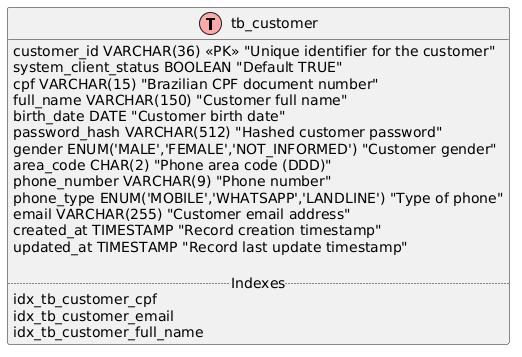 T tb_customer
customer_id VARCHAR(36) «PK» "Unique identifier for the customer"
system_client_status BOOLEAN "Default TRUE"
cpf VARCHAR(15) "Brazilian CPF document number"
full_name VARCHAR(150) "Customer full name"
birth_date DATE "Customer birth date"
password_hash VARCHAR(512) "Hashed customer password"
gender ENUM('MALE','FEMALE','NOT_INFORMED') "Customer gender"
area_code CHAR(2) "Phone area code (DDD)"
phone_number VARCHAR(9) "Phone number"
phone_type ENUM('MOBILE','WHATSAPP','LANDLINE') "Type of phone"
email VARCHAR(255) "Customer email address"
created_at TIMESTAMP "Record creation timestamp"
updated_at TIMESTAMP "Record last update timestamp"
Indexes
idx_tb_customer_cpf
idx_tb_customer_email
idx_tb_customer_full_name